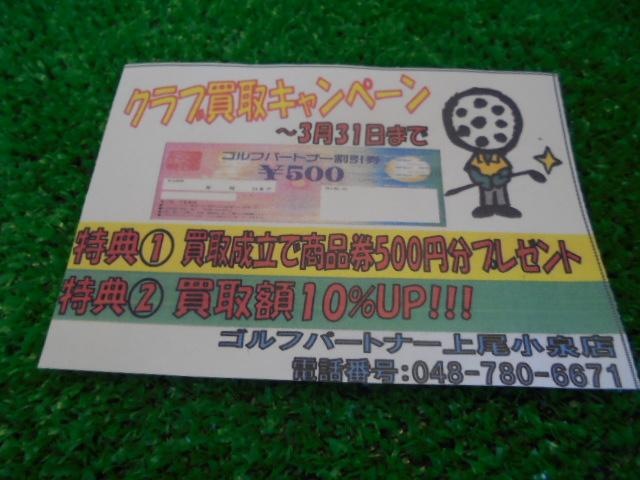 クラブ買取キャンペーン
～3月31日まで
ゴルフパートナー割引券
￥500
特典① 買取成立で商品券500円分プレゼント
特典② 買取額10%UP!!!
ゴルフパートナー上尾小泉店
電話番号:048-780-6671